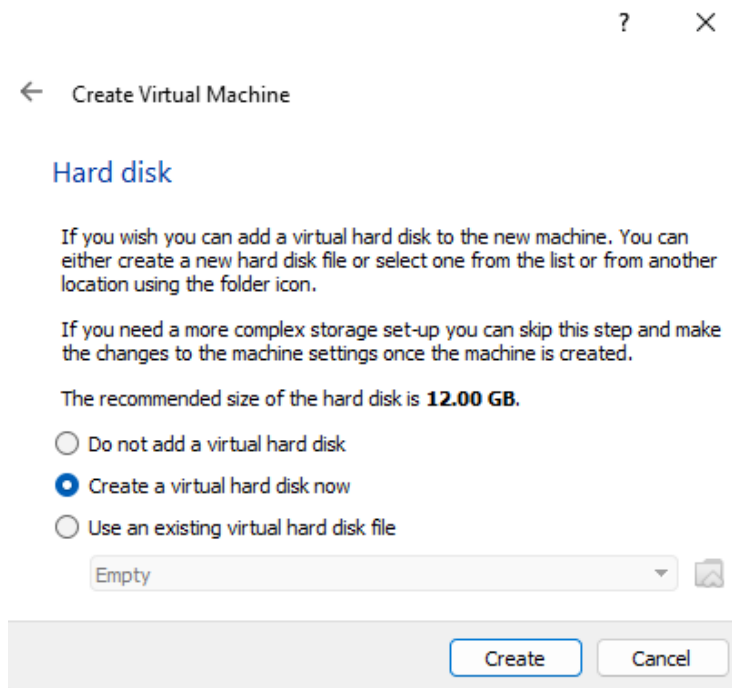 ?
Create Virtual Machine
Hard disk
If you wish you can add a virtual hard disk to the new machine. You can
either create a new hard disk file or select one from the list or from another
location using the folder icon.
If you need a more complex storage set-up you can skip this step and make
the changes to the machine settings once the machine is created.
The recommended size of the hard disk is 12.00 GB.
Do not add a virtual hard disk
Create a virtual hard disk now
Use an existing virtual hard disk file
Empty
Create Cancel